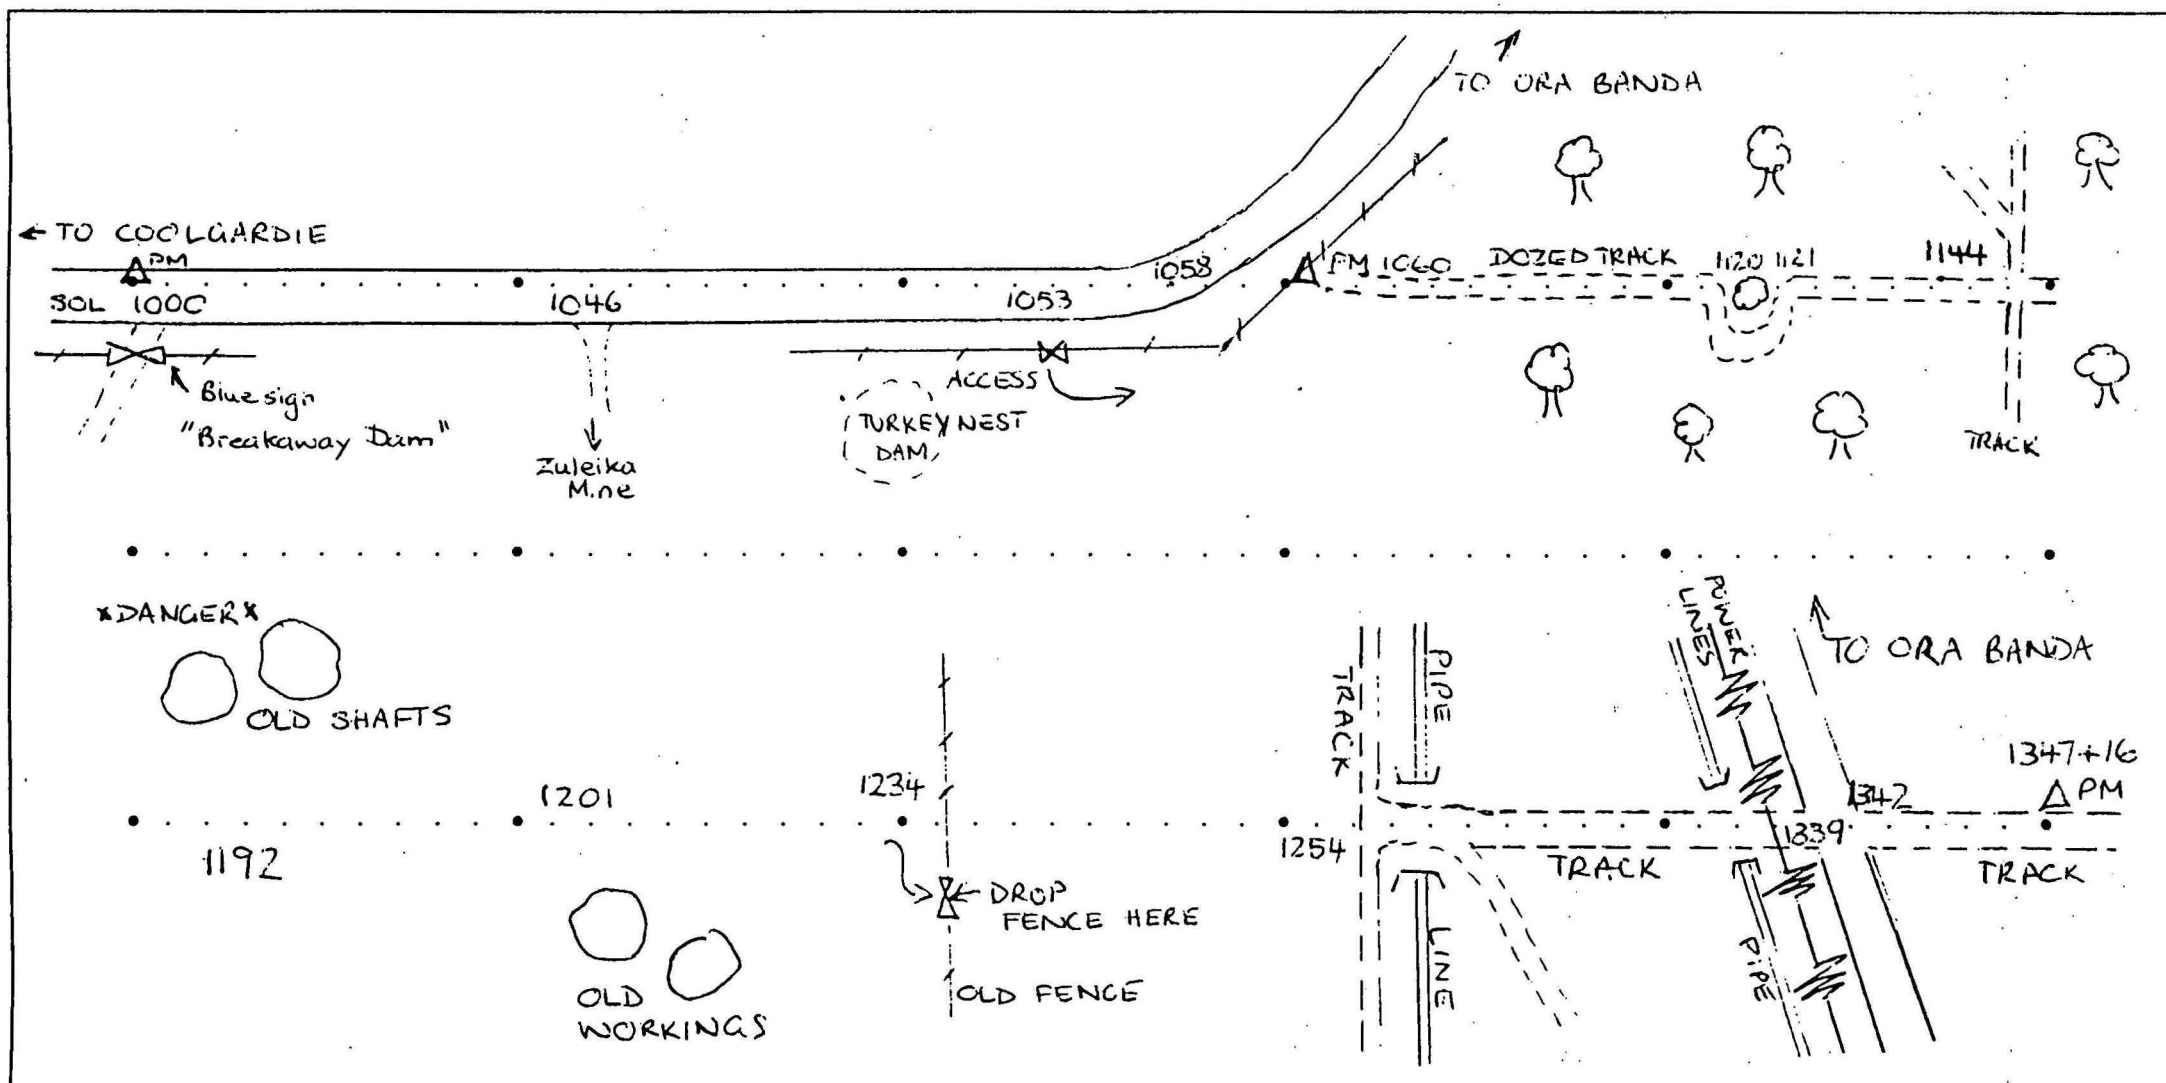 TO ORA BANDA
← TO COOLGARDIE
PM
SOL 1000
1046
1053
1058
PM 1060
DOZED TRACK
1120 1121
1144
Blue sign
"Breakaway Dam"
Zuleika
Mine
ACCESS
TURKEY NEST
DAM
TRACK
*DANGER*
OLD SHAFTS
POWER
LINES
TO ORA BANDA
TRACK
PIPE
1192
1201
1234
1254
1339
1342
1347+16
PM
OLD
WORKINGS
DROP
FENCE HERE
OLD FENCE
LINE
TRACK
PIPE
TRACK